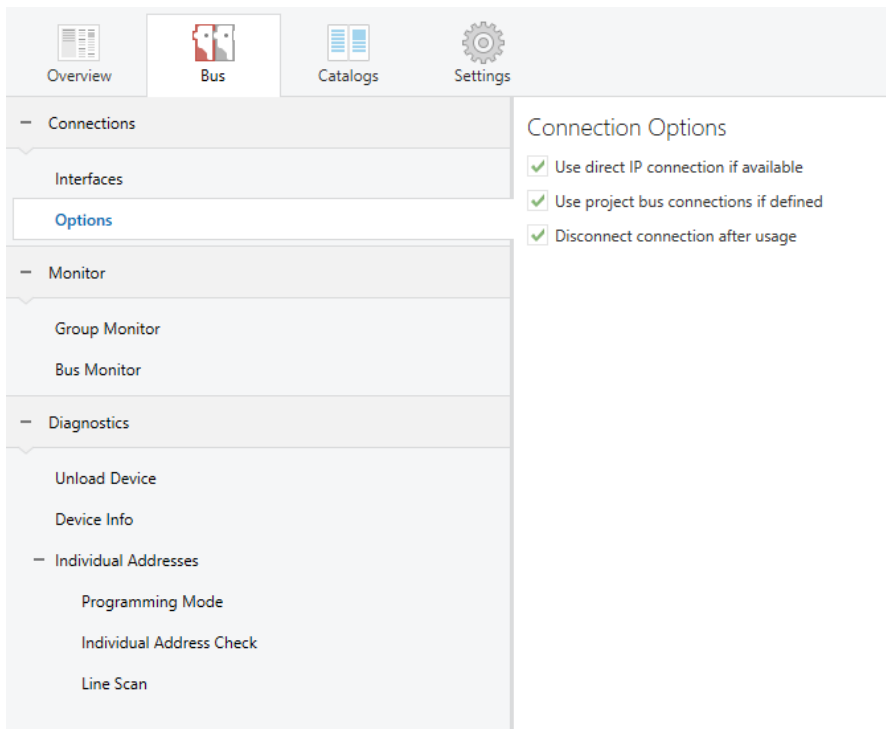 Overview
Bus
Catalogs
Settings
Connections
Interfaces
Options
Monitor
Group Monitor
Bus Monitor
Diagnostics
Unload Device
Device Info
Individual Addresses
Programming Mode
Individual Address Check
Line Scan
Connection Options
Use direct IP connection if available
Use project bus connections if defined
Disconnect connection after usage